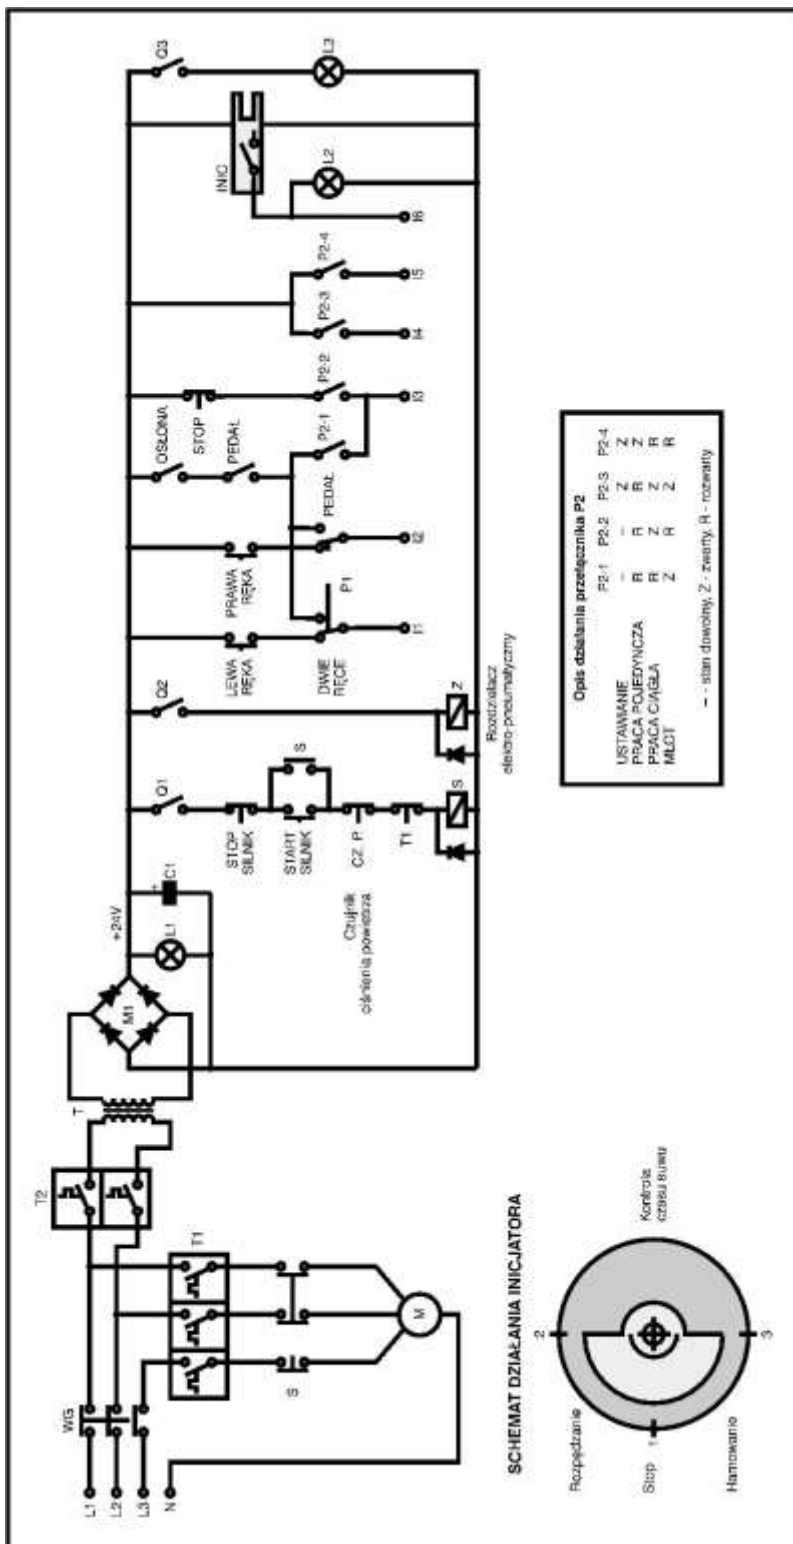 L1
L2
L3
N
WG
T2
T1
S
M
T
M1
+24V
L1
C1
Q1
STOP
SILNIK
START
SILNIK
S
CZ. P
T1
S
Czujnik
ciśnienia powietrza
Q2
Z
Rozdzielacz
elektro-pneumatyczny
LEWA
RĘKA
PRAWA
RĘKA
DWIE
RĘCE
PEDAŁ
P1
I1
I2
OSŁONA
PEDAŁ
STOP
P2-1
P2-2
I3
P2-3
P2-4
I4
I5
INIC
I6
L2
Q3
L3
SCHEMAT DZIAŁANIA INICJATORA
Rozpędzanie
Stop 1
Hamowanie
2
3
Kontrola
czasu suwu
Opis działania przełącznika P2
P2-1 P2-2 P2-3 P2-4
USTAWIANIE – – Z Z
PRACA POJEDYNCZA R R R Z
PRACA CIĄGŁA R Z Z R
MŁOT Z R Z R
– - stan dowolny, Z - zwarty, R - rozwarty